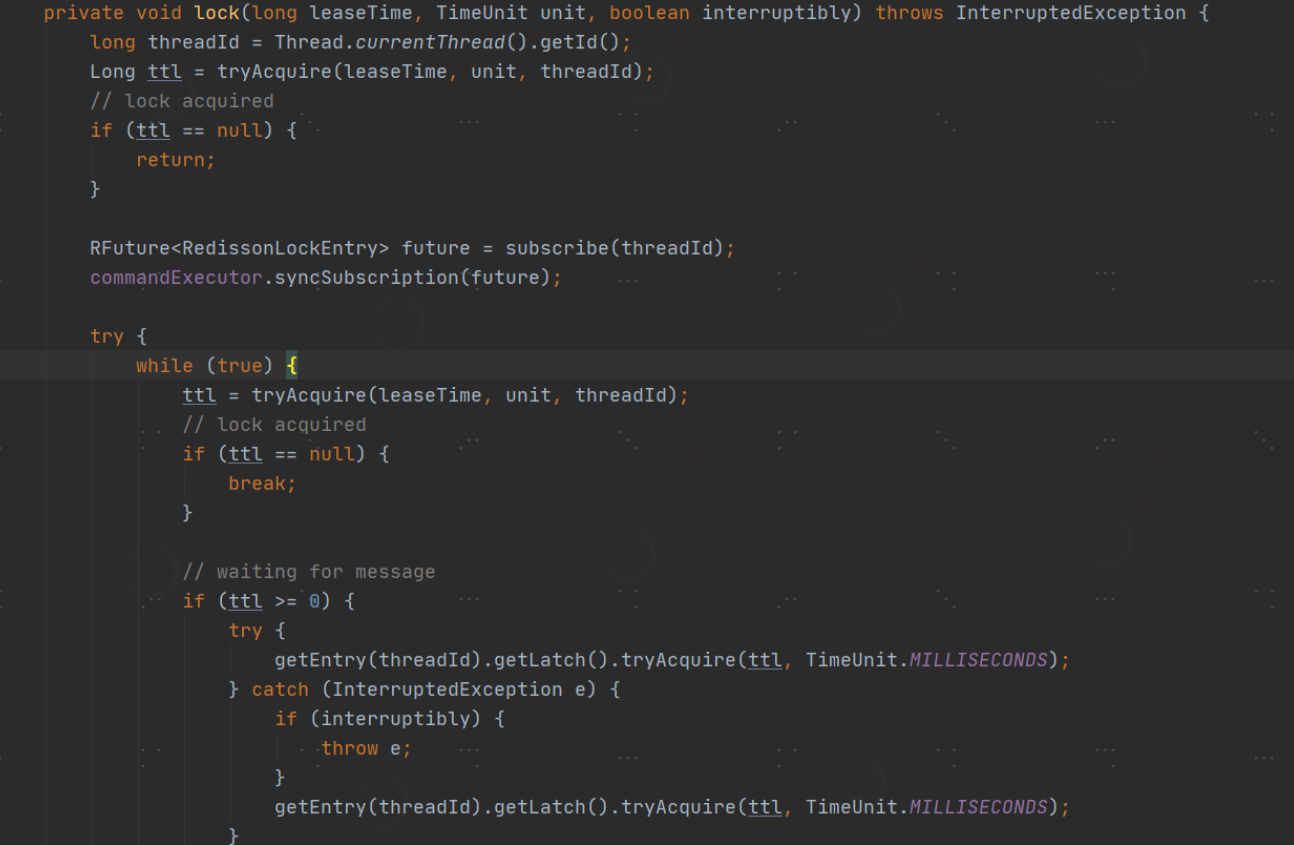 private void lock(long leaseTime, TimeUnit unit, boolean interruptibly) throws InterruptedException {
long threadId = Thread.currentThread().getId();
Long ttl = tryAcquire(leaseTime, unit, threadId);
// lock acquired
if (ttl == null) {
return;
}
RFuture<RedissonLockEntry> future = subscribe(threadId);
commandExecutor.syncSubscription(future);
try {
while (true) {
ttl = tryAcquire(leaseTime, unit, threadId);
// lock acquired
if (ttl == null) {
break;
}
// waiting for message
if (ttl >= 0) {
try {
getEntry(threadId).getLatch().tryAcquire(ttl, TimeUnit.MILLISECONDS);
} catch (InterruptedException e) {
if (interruptibly) {
throw e;
}
getEntry(threadId).getLatch().tryAcquire(ttl, TimeUnit.MILLISECONDS);
}